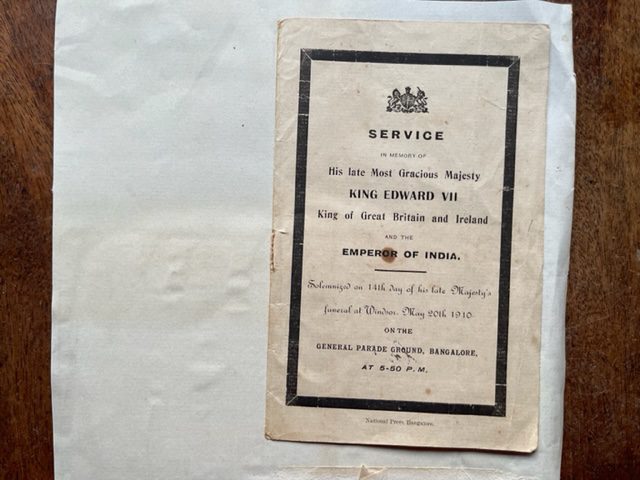 SERVICE
IN MEMORY OF
His late Most Gracious Majesty
KING EDWARD VII
King of Great Britain and Ireland
AND THE
EMPEROR OF INDIA.
Solemnized on 14th day of his late Majesty's
funeral at Windsor. May 20th 1910.
ON THE
GENERAL PARADE GROUND, BANGALORE,
AT 5-50 P. M.
National Press, Bangalore.